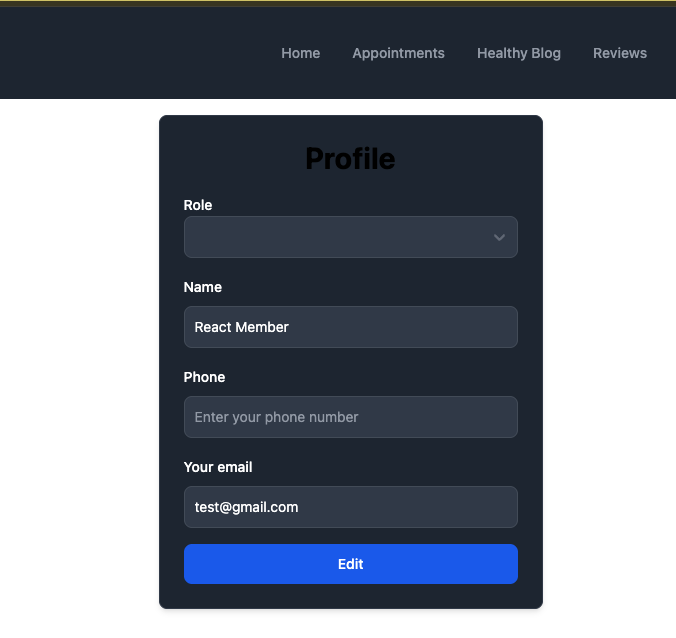 Home Appointments Healthy Blog Reviews
Profile
Role
Name
React Member
Phone
Enter your phone number
Your email
test@gmail.com
Edit